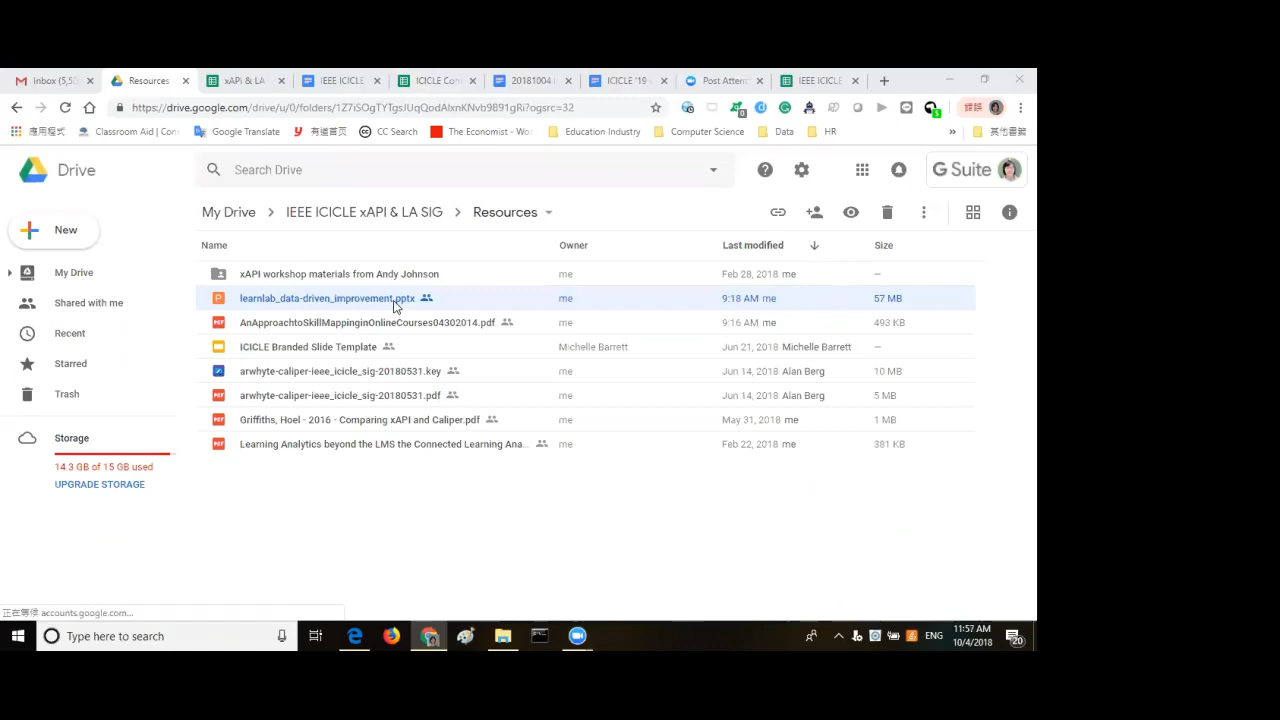 Inbox (5,50
Resources
xAPi & LA
IEEE ICICLE
ICICLE Con
20181004
ICICLE '19
Post Atten
IEEE ICICLE
https://drive.google.com/drive/u/0/folders/1Z7iSOgTYTgsJUqQodAlxnKNvb9B91gRi?ogsrc=32
應用程式
Classroom Aid | Con
Google Translate
有道首页
CC Search
The Economist - Wo
Education Industry
Computer Science
Data
HR
»
其他書籤
Drive
Search Drive
G Suite
New
My Drive > IEEE ICICLE xAPI & LA SIG > Resources
Name Owner Last modified Size
My Drive
Shared with me
Recent
Starred
Trash
Storage
14.3 GB of 15 GB used
UPGRADE STORAGE
xAPI workshop materials from Andy Johnson me Feb 28, 2018 me –
learnlab_data-driven_improvement.pptx me 9:18 AM me 57 MB
AnApproachtoSkillMappinginOnlineCourses04302014.pdf me 9:16 AM me 493 KB
ICICLE Branded Slide Template Michelle Barrett Jun 21, 2018 Michelle Barrett –
arwhyte-caliper-ieee_icicle_sig-20180531.key me Jun 14, 2018 Alan Berg 10 MB
arwhyte-caliper-ieee_icicle_sig-20180531.pdf me Jun 14, 2018 Alan Berg 5 MB
Griffiths, Hoel - 2016 - Comparing xAPI and Caliper.pdf me May 31, 2018 me 1 MB
Learning Analytics beyond the LMS the Connected Learning Ana... me Feb 22, 2018 me 381 KB
正在等候 accounts.google.com...
Type here to search
ENG
11:57 AM
10/4/2018
20